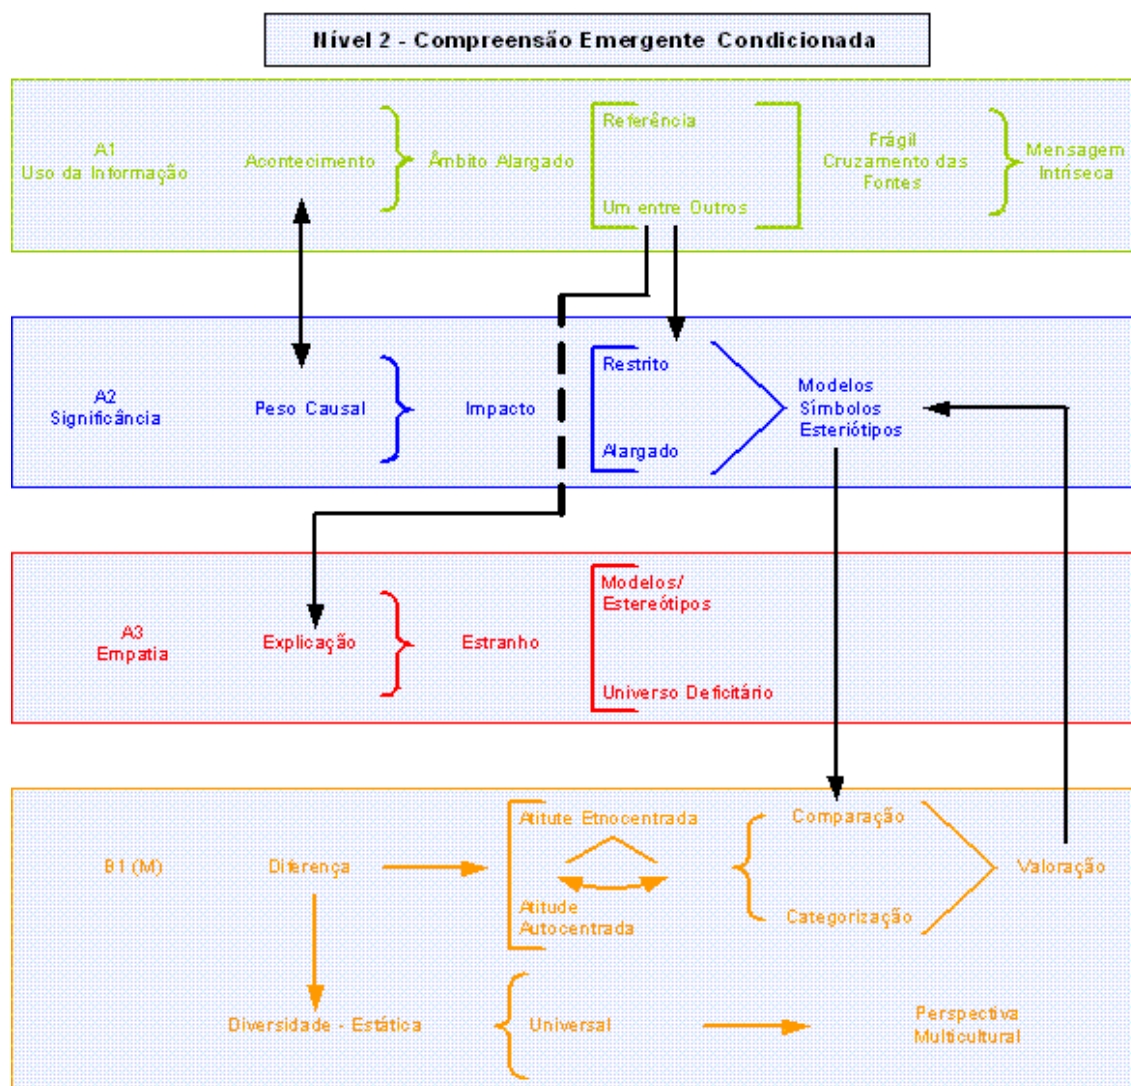 Nível 2 - Compreensão Emergente Condicionada
A1
Uso da Informação
Acontecimento
Âmbito Alargado
Referência
Um entre Outros
Frágil
Cruzamento das
Fontes
Mensagem
Intríseca
A2
Significância
Peso Causal
Impacto
Restrito
Alargado
Modelos
Símbolos
Esteriótipos
A3
Empatia
Explicação
Estranho
Modelos/
Estereótipos
Universo Deficitário
B1 (M)
Diferença
Atitute Etnocentrada
Atitude
Autocentrada
Comparação
Categorização
Valoração
Diversidade - Estática
Universal
Perspectiva
Multicultural